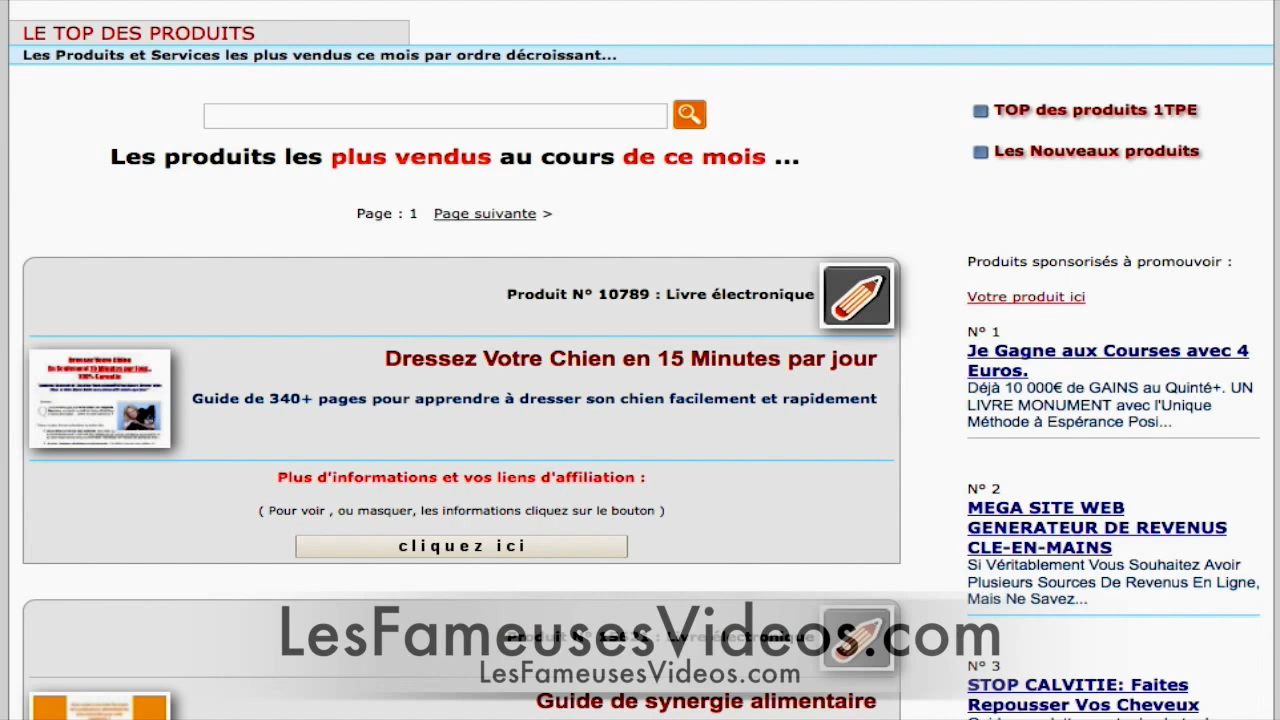 LE TOP DES PRODUITS
Les Produits et Services les plus vendus ce mois par ordre décroissant...
TOP des produits 1TPE
Les produits les plus vendus au cours de ce mois ...
Les Nouveaux produits
Page : 1 Page suivante >
Produit N° 10789 : Livre électronique
Dressez Votre Chien en 15 Minutes par jour
Guide de 340+ pages pour apprendre à dresser son chien facilement et rapidement
Plus d'informations et vos liens d'affiliation :
( Pour voir , ou masquer, les informations cliquez sur le bouton )
cliquez ici
Produits sponsorisés à promouvoir :
Votre produit ici
N° 1
Je Gagne aux Courses avec 4
Euros.
Déjà 10 000€ de GAINS au Quinté+. UN
LIVRE MONUMENT avec l'Unique
Méthode à Espérance Posi...
N° 2
MEGA SITE WEB
GENERATEUR DE REVENUS
CLE-EN-MAINS
Si Véritablement Vous Souhaitez Avoir
Plusieurs Sources De Revenus En Ligne,
Mais Ne Savez...
N° 3
STOP CALVITIE: Faites
Repousser Vos Cheveux
Produit N° : Livre électronique
LesFameusesVideos.com
LesFameusesVideos.com
Guide de synergie alimentaire